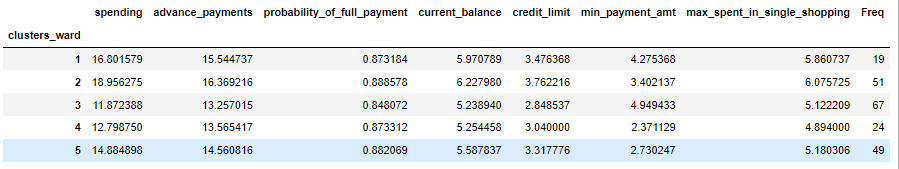 spending advance_payments probability_of_full_payment current_balance credit_limit min_payment_amt max_spent_in_single_shopping Freq
clusters_ward
1 16.801579 15.544737 0.873184 5.970789 3.476368 4.275368 5.860737 19
2 18.956275 16.369216 0.888578 6.227980 3.762216 3.402137 6.075725 51
3 11.872388 13.257015 0.848072 5.238940 2.848537 4.949433 5.122209 67
4 12.798750 13.565417 0.873312 5.254458 3.040000 2.371129 4.894000 24
5 14.884898 14.560816 0.882069 5.587837 3.317776 2.730247 5.180306 49